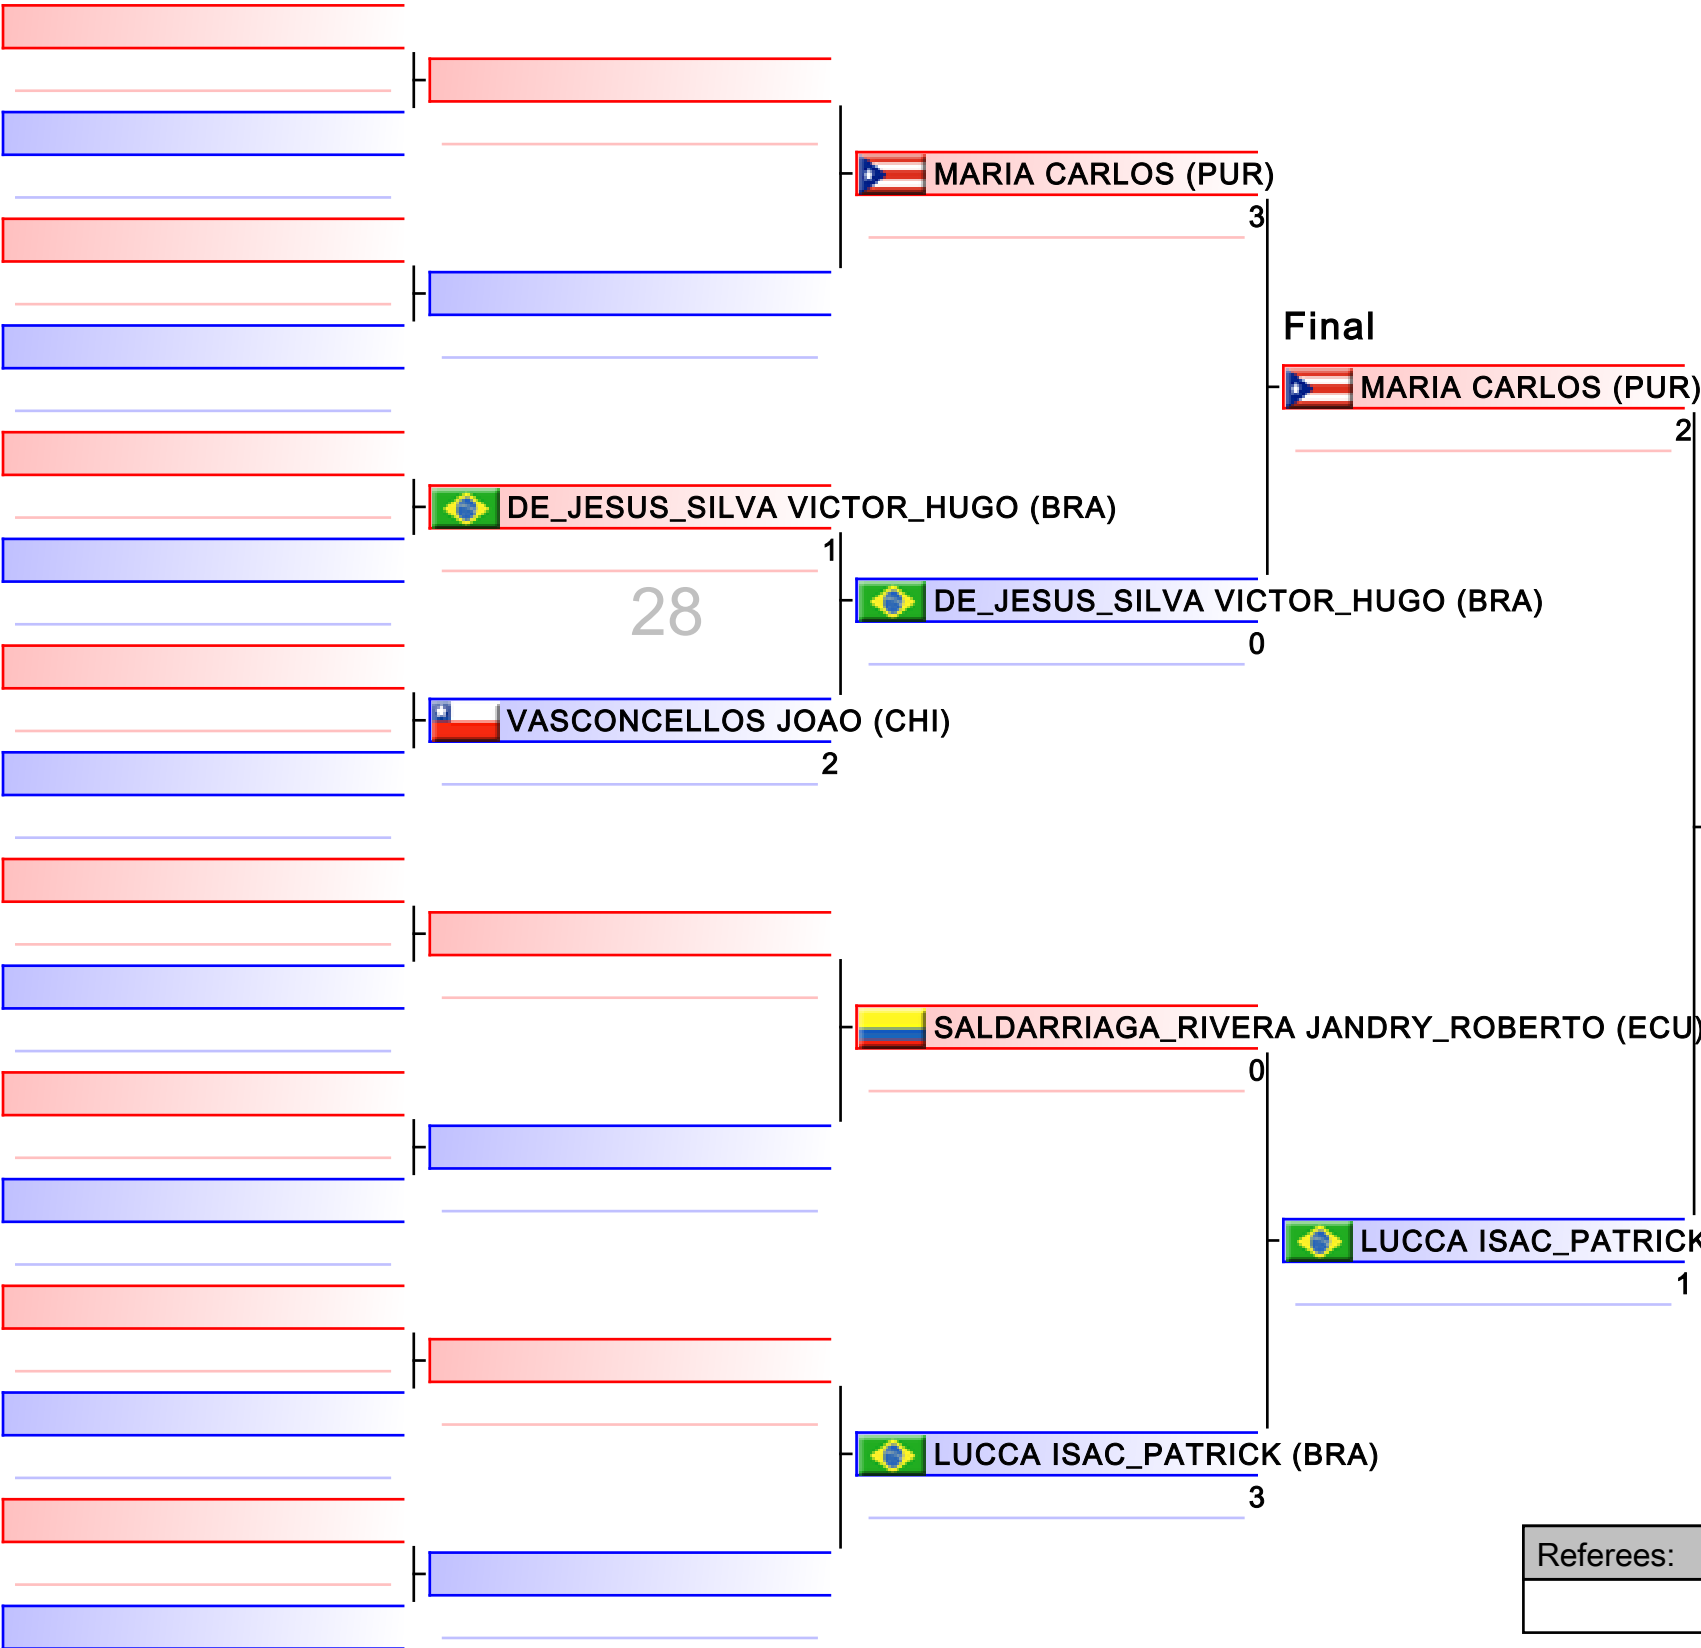 MARIA CARLOS (PUR)
3
Final
MARIA CARLOS (PUR)
2
DE_JESUS_SILVA VICTOR_HUGO (BRA)
1
28
DE_JESUS_SILVA VICTOR_HUGO (BRA)
0
VASCONCELLOS JOAO (CHI)
2
SALDARRIAGA_RIVERA JANDRY_ROBERTO (ECU)
0
LUCCA ISAC_PATRICK
1
LUCCA ISAC_PATRICK (BRA)
3
Referees: